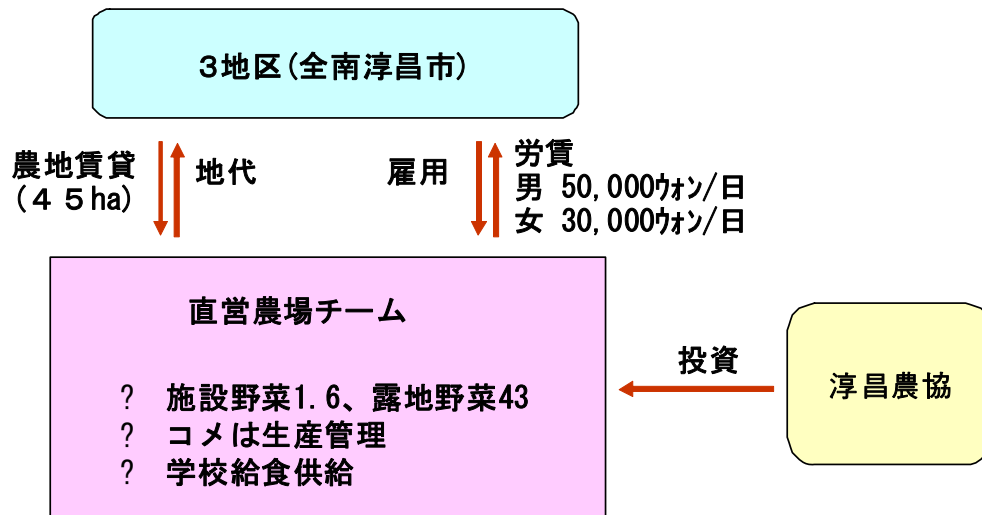 ３地区(全南淳昌市)
農地賃貸
(４５ha)
地代
雇用
労賃
男 50,000ｳｫﾝ/日
女 30,000ｳｫﾝ/日
直営農場チーム
? 施設野菜1.6、露地野菜43
? コメは生産管理
? 学校給食供給
投資
淳昌農協